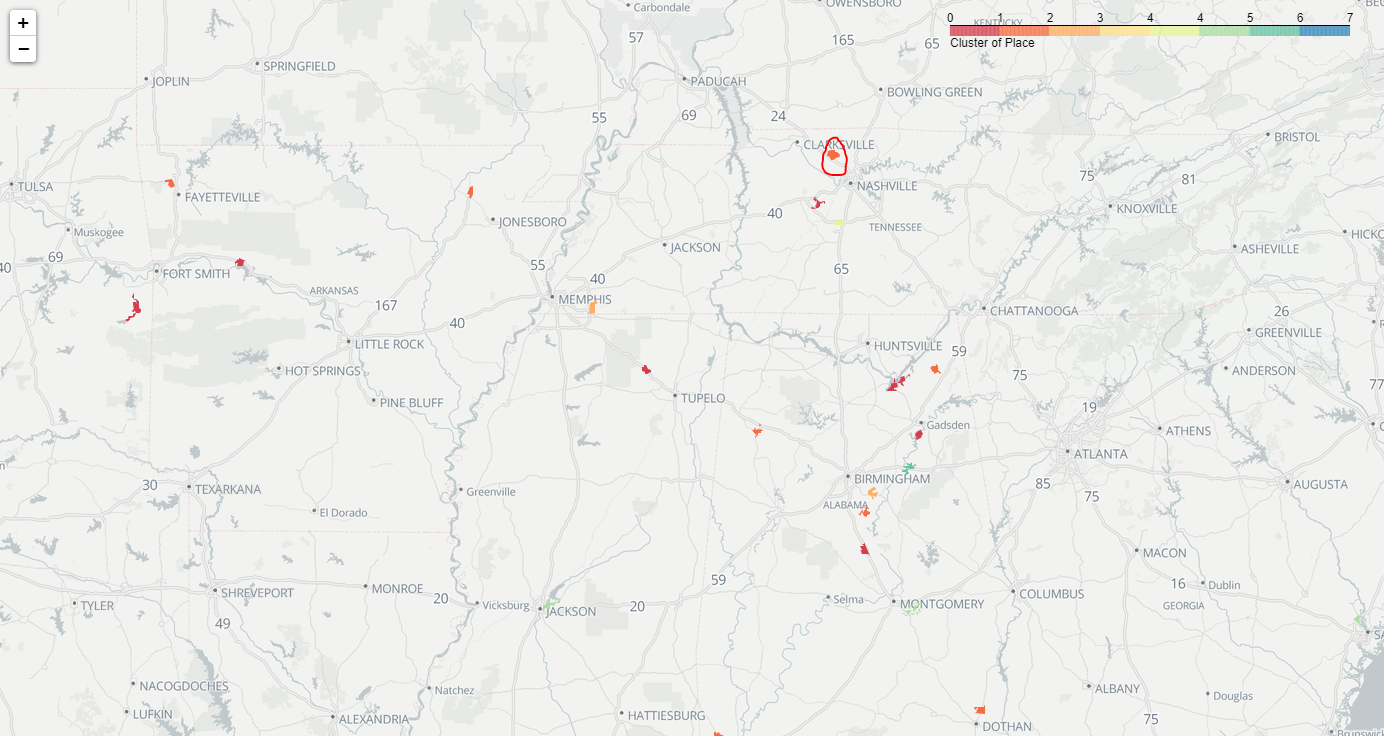 +
−
Carbondale
OWENSBORO
0 1 2 3 4 5 6 7
KENTUCKY
Cluster of Place
57
165
65
SPRINGFIELD
JOPLIN
PADUCAH
BOWLING GREEN
55
69
24
BRISTOL
CLARKSVILLE
TULSA
FAYETTEVILLE
NASHVILLE
75
81
KNOXVILLE
JONESBORO
40
TENNESSEE
Muskogee
HICKO
JACKSON
ASHEVILLE
69
40
FORT SMITH
55
40
65
ARKANSAS
167
MEMPHIS
CHATTANOOGA
26
40
GREENVILLE
LITTLE ROCK
HUNTSVILLE
59
HOT SPRINGS
75
ANDERSON
77
PINE BLUFF
TUPELO
19
Gadsden
ATHENS
ATLANTA
BIRMINGHAM
30
TEXARKANA
Greenville
85
75
AUGUSTA
ALABAMA
El Dorado
MACON
59
16
Dublin
MONROE
SHREVEPORT
20
Vicksburg
JACKSON
20
Selma
MONTGOMERY
COLUMBUS
GEORGIA
TYLER
49
SA
NACOGDOCHES
Natchez
ALBANY
Douglas
LUFKIN
ALEXANDRIA
HATTIESBURG
75
DOTHAN
Brunswick